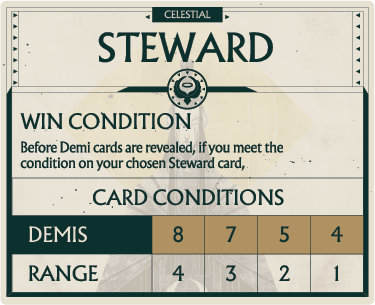 CELESTIAL
STEWARD
WIN CONDITION
Before Demi cards are revealed, if you meet the
condition on your chosen Steward card,
CARD CONDITIONS
DEMIS 8 7 5 4
RANGE 4 3 2 1